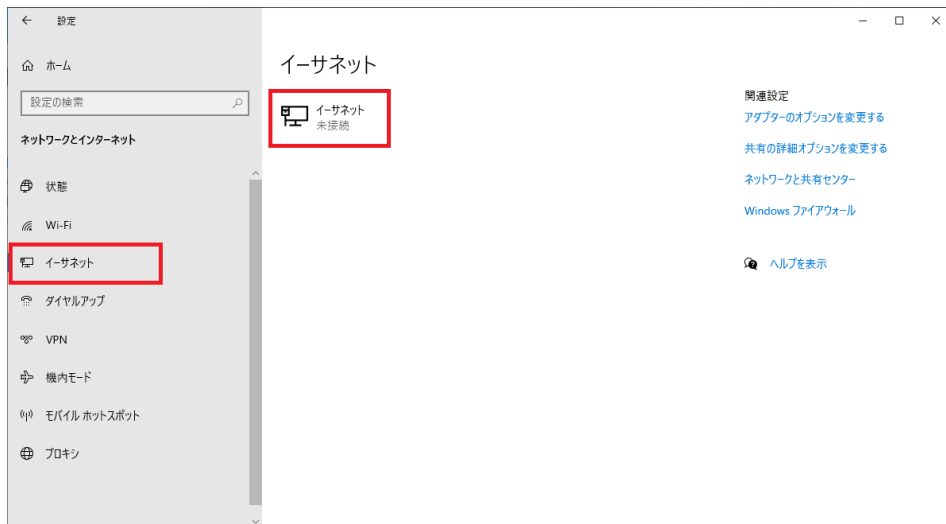 設定
ホーム
設定の検索
ネットワークとインターネット
状態
Wi-Fi
イーサネット
ダイヤルアップ
VPN
機内モード
モバイル ホットスポット
プロキシ
イーサネット
イーサネット
未接続
関連設定
アダプターのオプションを変更する
共有の詳細オプションを変更する
ネットワークと共有センター
Windows ファイアウォール
ヘルプを表示